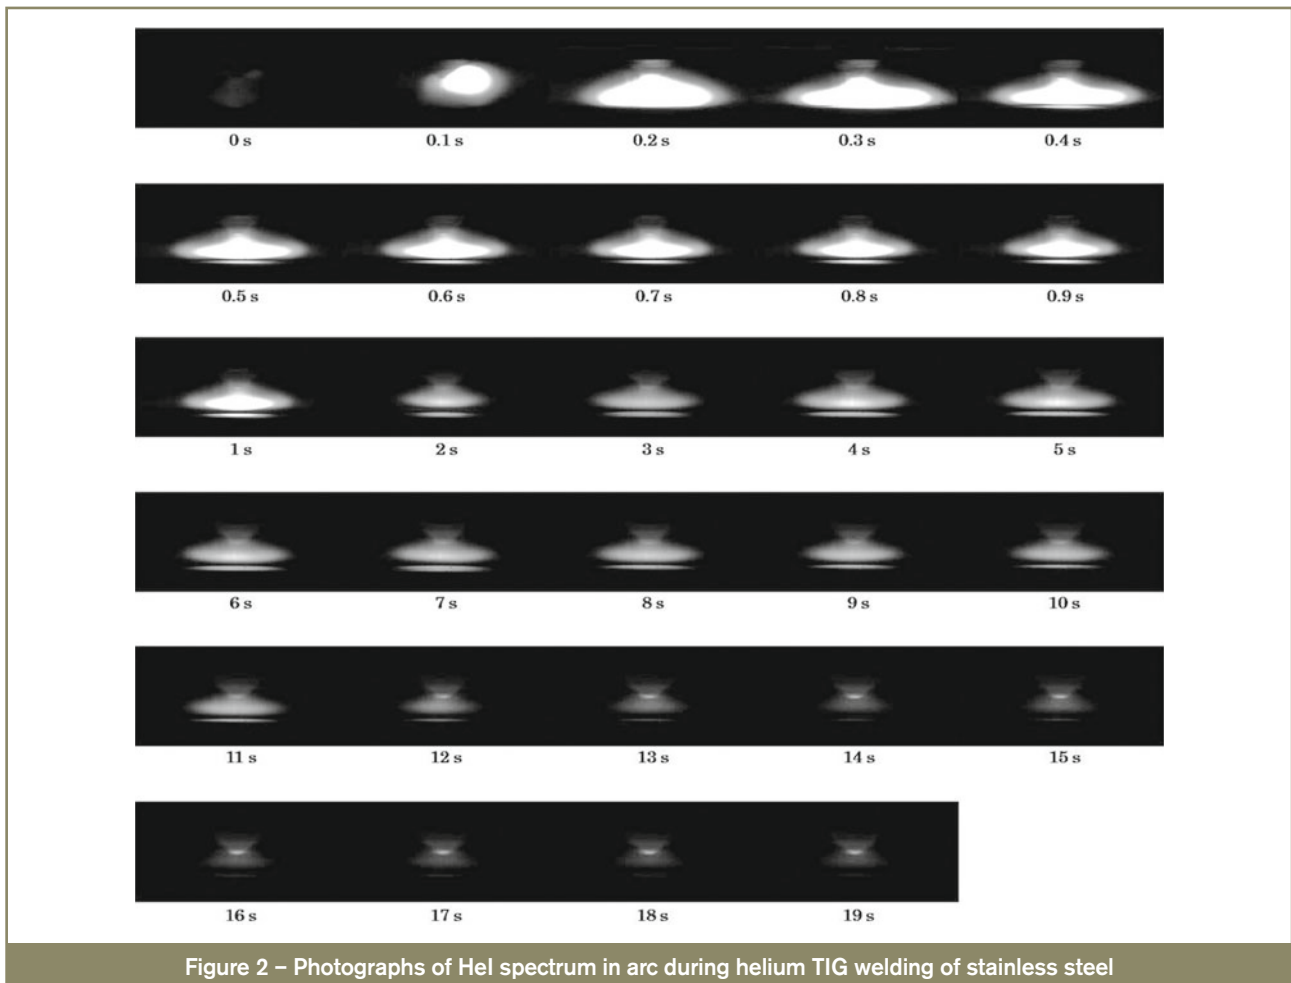 0 s 0.1 s 0.2 s 0.3 s 0.4 s
0.5 s 0.6 s 0.7 s 0.8 s 0.9 s
1 s 2 s 3 s 4 s 5 s
6 s 7 s 8 s 9 s 10 s
11 s 12 s 13 s 14 s 15 s
16 s 17 s 18 s 19 s
Figure 2 – Photographs of HeI spectrum in arc during helium TIG welding of stainless steel